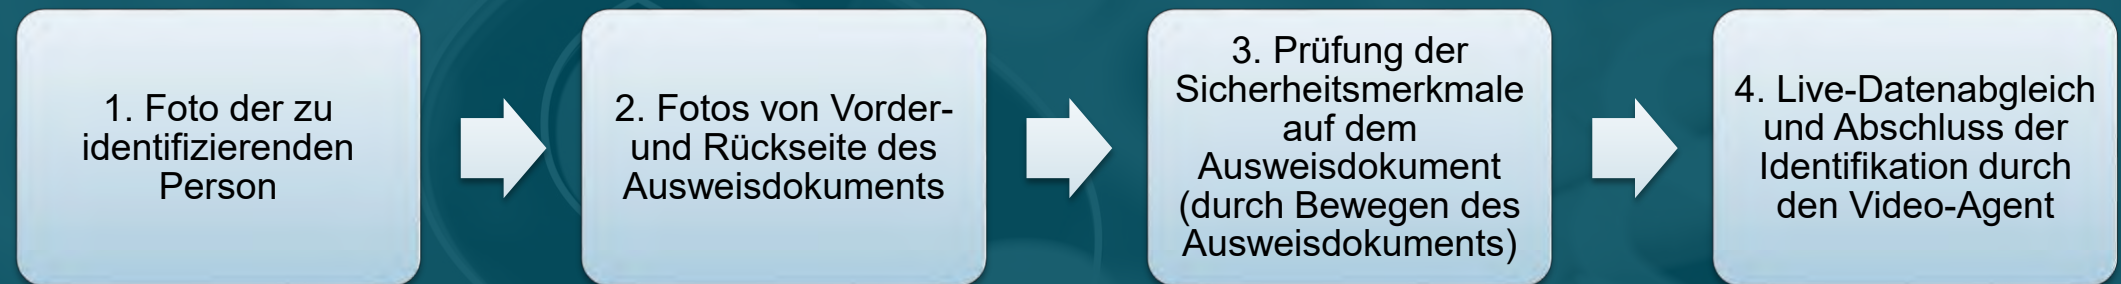 1. Foto der zu
identifizierenden
Person
2. Fotos von Vorder-
und Rückseite des
Ausweisdokuments
3. Prüfung der
Sicherheitsmerkmale
auf dem
Ausweisdokument
(durch Bewegen des
Ausweisdokuments)
4. Live-Datenabgleich
und Abschluss der
Identifikation durch
den Video-Agent